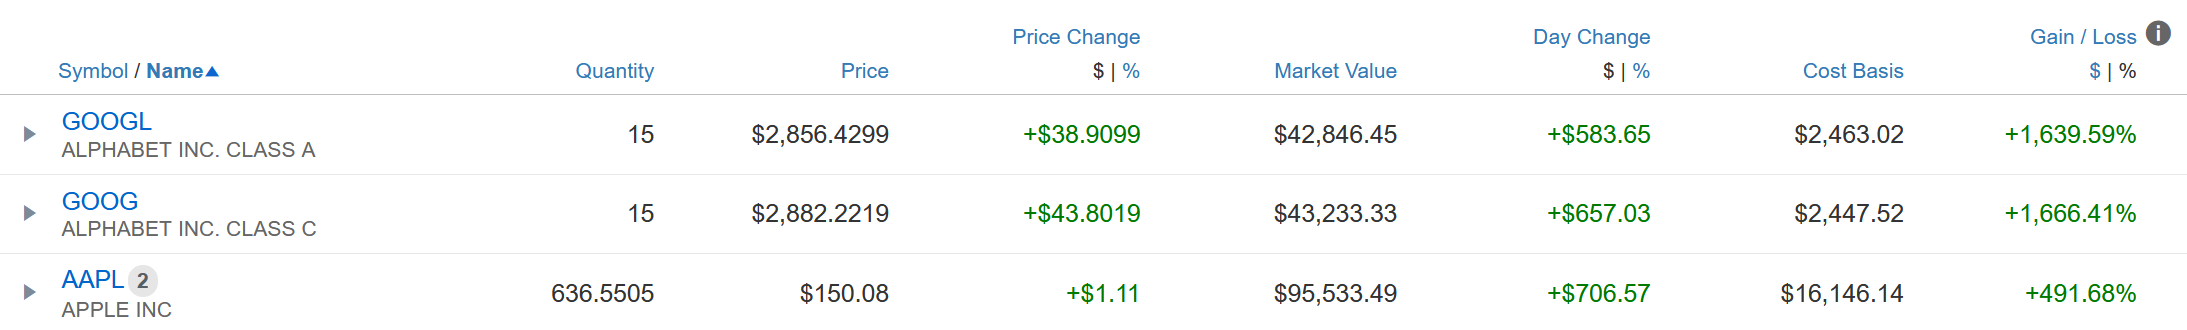 Price Change Day Change Gain / Loss i
Symbol / Name▲ Quantity Price $ | % Market Value $ | % Cost Basis $ | %
GOOGL
ALPHABET INC. CLASS A 15 $2,856.4299 +$38.9099 $42,846.45 +$583.65 $2,463.02 +1,639.59%
GOOG
ALPHABET INC. CLASS C 15 $2,882.2219 +$43.8019 $43,233.33 +$657.03 $2,447.52 +1,666.41%
AAPL 2
APPLE INC 636.5505 $150.08 +$1.11 $95,533.49 +$706.57 $16,146.14 +491.68%